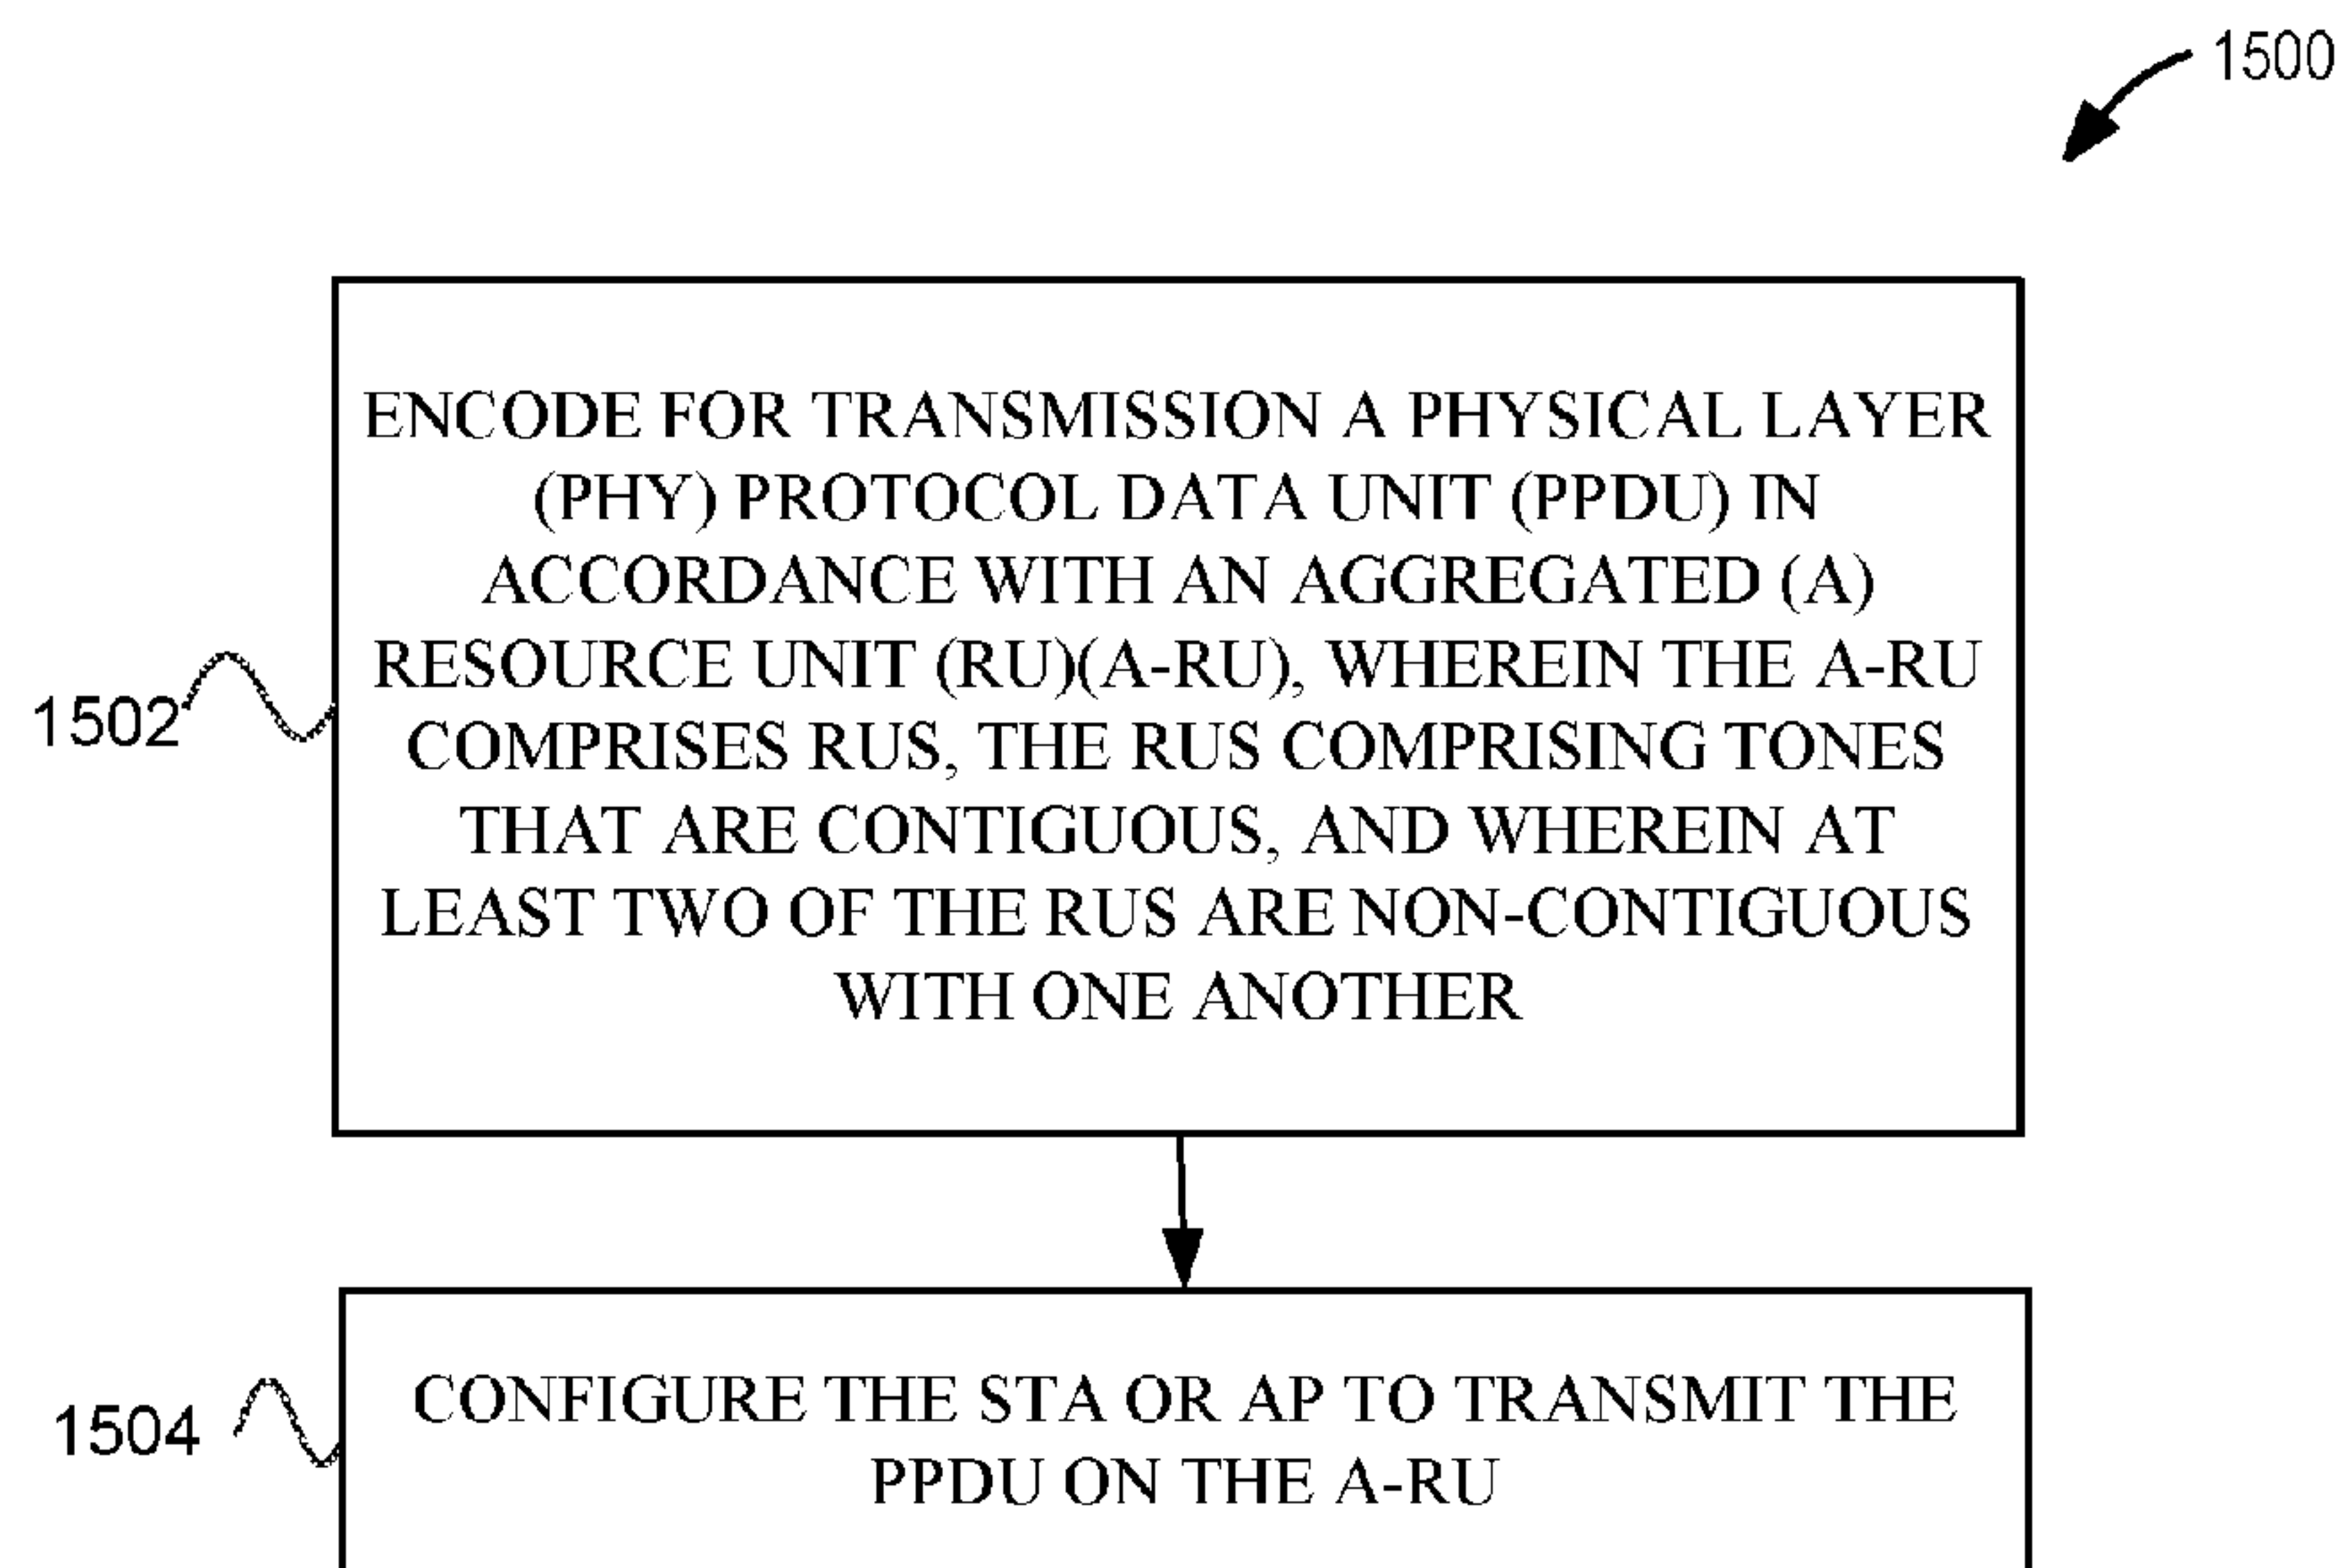 1500
ENCODE FOR TRANSMISSION A PHYSICAL LAYER
(PHY) PROTOCOL DATA UNIT (PPDU) IN
ACCORDANCE WITH AN AGGREGATED (A)
RESOURCE UNIT (RU)(A-RU), WHEREIN THE A-RU
COMPRISES RUS, THE RUS COMPRISING TONES
THAT ARE CONTIGUOUS, AND WHEREIN AT
LEAST TWO OF THE RUS ARE NON-CONTIGUOUS
WITH ONE ANOTHER
1502
CONFIGURE THE STA OR AP TO TRANSMIT THE
PPDU ON THE A-RU
1504